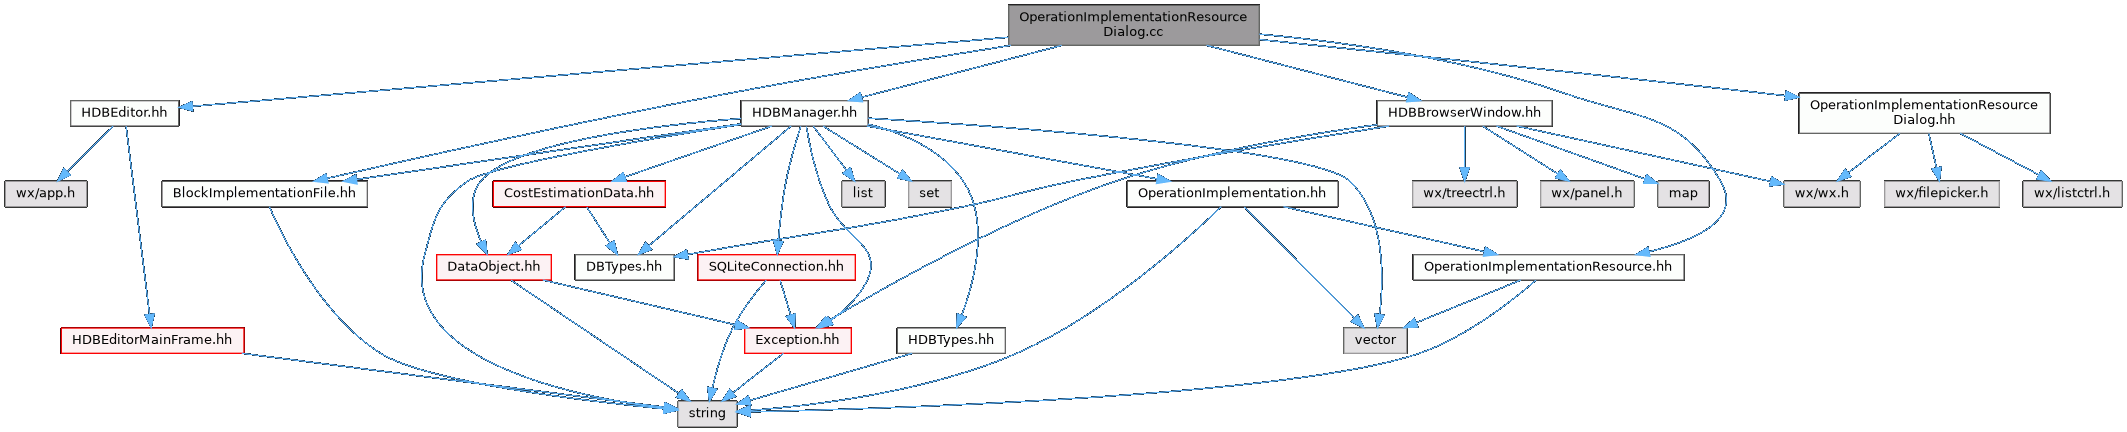 OperationImplementationResource
Dialog.cc
HDBEditor.hh
HDBManager.hh
HDBBrowserWindow.hh
OperationImplementationResource
Dialog.hh
wx/app.h
BlockImplementationFile.hh
CostEstimationData.hh
list
set
OperationImplementation.hh
wx/treectrl.h
wx/panel.h
map
wx/wx.h
wx/filepicker.h
wx/listctrl.h
DataObject.hh
DBTypes.hh
SQLiteConnection.hh
OperationImplementationResource.hh
HDBEditorMainFrame.hh
Exception.hh
HDBTypes.hh
vector
string